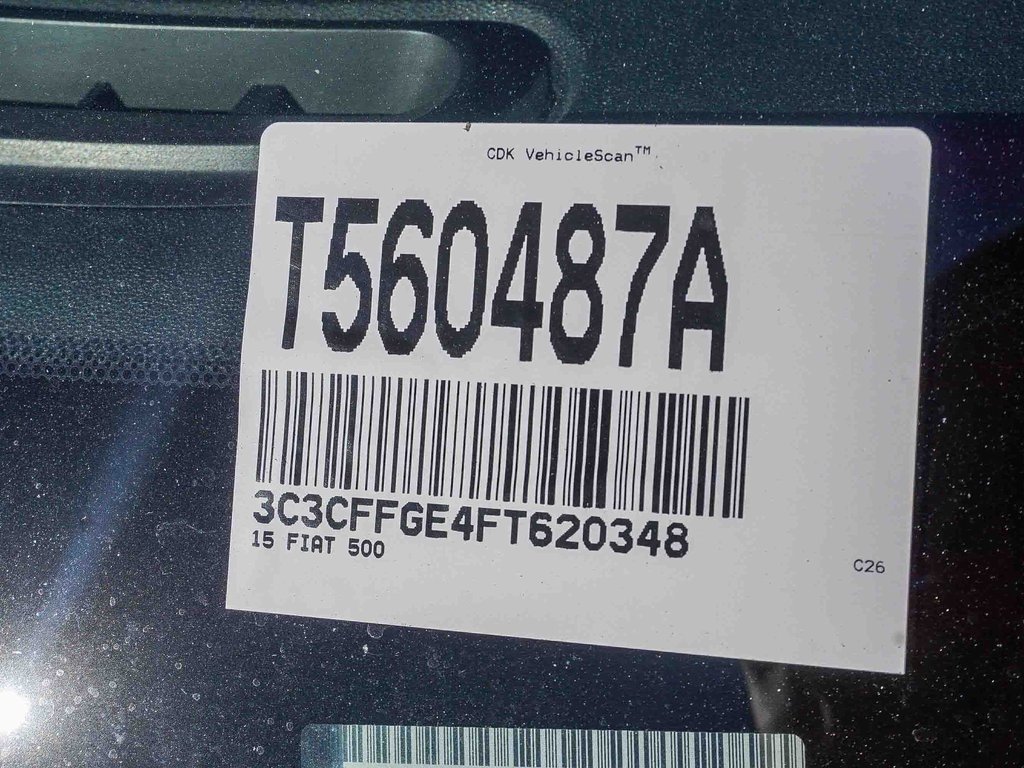 CDK VehicleScan™
T560487A
3C3CFFGE4FT620348
15 FIAT 500
C26